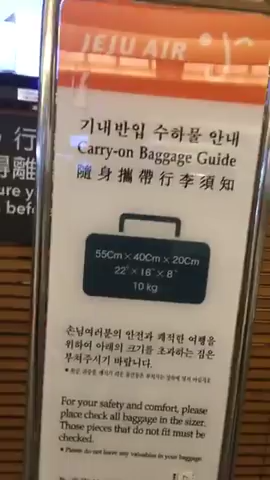 JEJU AIR
기내반입 수하물 안내
Carry-on Baggage Guide
隨身攜帶行李須知
55Cm × 40Cm × 20Cm
22" × 16" × 8"
10 kg
손님여러분의 안전과 쾌적한 여행을
위하여 아래의 크기를 초과하는 짐은
부쳐주시기 바랍니다.
For your safety and comfort, please
place check all baggage in the sizer.
Those pieces that do not fit must be
checked.
• Please do not leave any valuables in your baggage
行
得離
ure y
befo